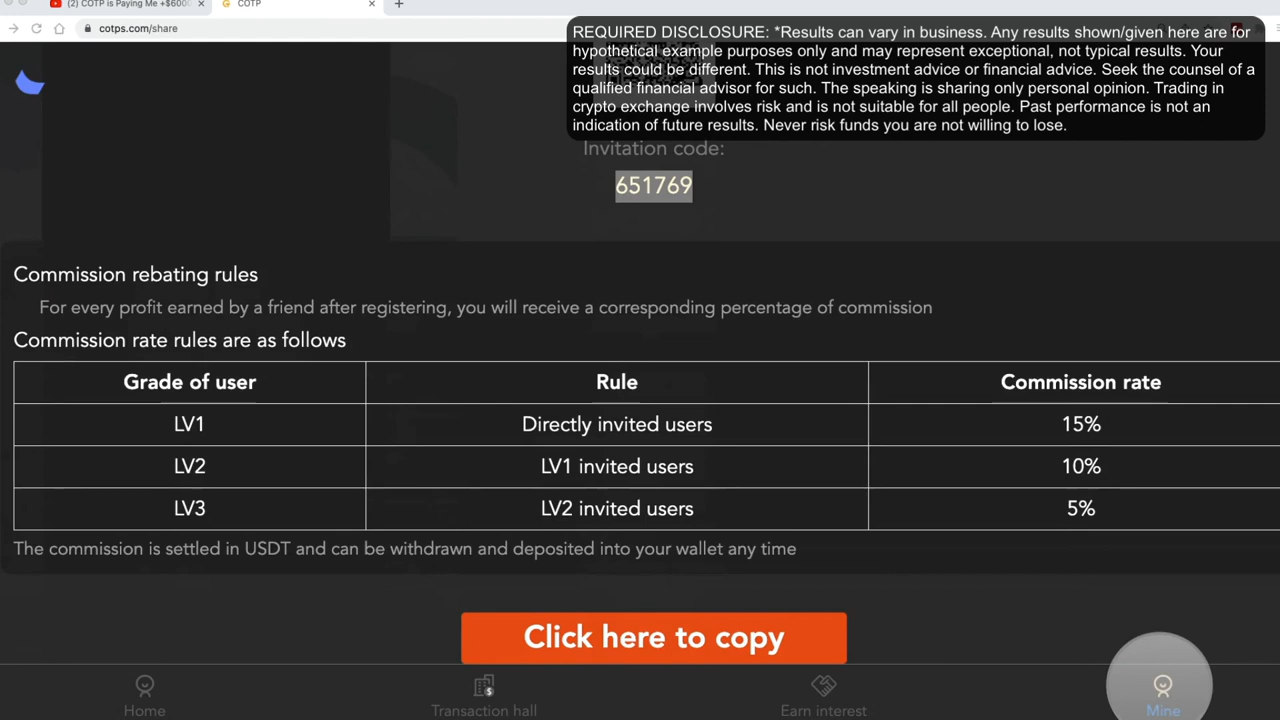 (2) COTP is Paying Me +$600
COTP
cotps.com/share
REQUIRED DISCLOSURE: *Results can vary in business. Any results shown/given here are for
hypothetical example purposes only and may represent exceptional, not typical results. Your
results could be different. This is not investment advice or financial advice. Seek the counsel of a
qualified financial advisor for such. The speaking is sharing only personal opinion. Trading in
crypto exchange involves risk and is not suitable for all people. Past performance is not an
indication of future results. Never risk funds you are not willing to lose.
Invitation code:
651769
Commission rebating rules
For every profit earned by a friend after registering, you will receive a corresponding percentage of commission
Commission rate rules are as follows
Grade of user Rule Commission rate
LV1 Directly invited users 15%
LV2 LV1 invited users 10%
LV3 LV2 invited users 5%
The commission is settled in USDT and can be withdrawn and deposited into your wallet any time
Click here to copy
Home Transaction hall Earn interest Mine